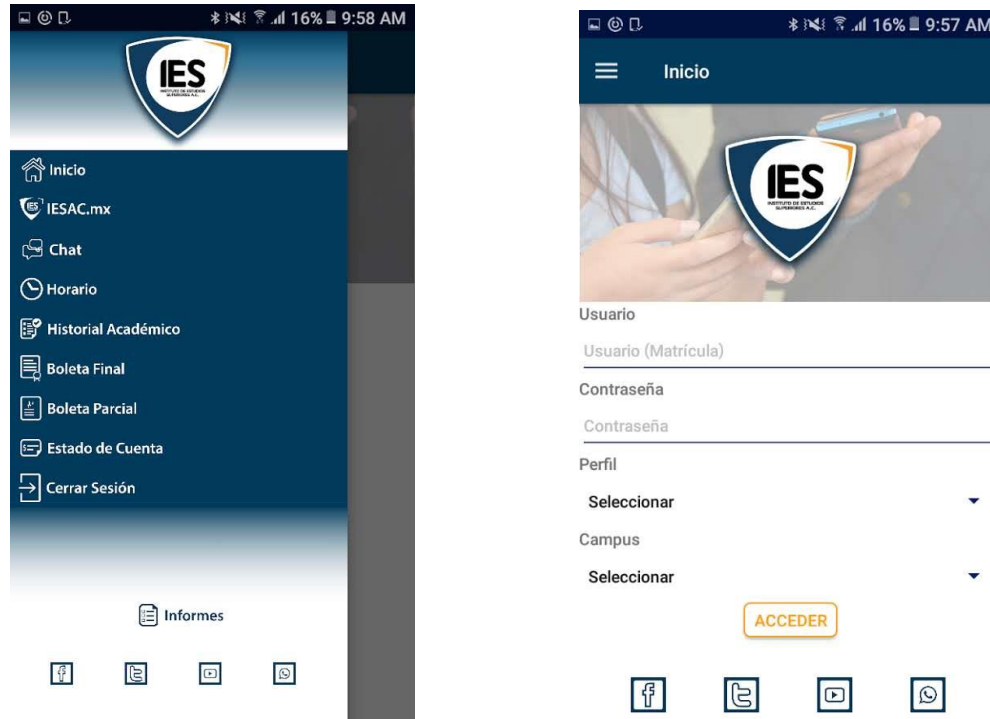 16% 9:58 AM
IES
INSTITUTO DE ESTUDIOS
SUPERIORES A.C.
Inicio
IES IESAC.mx
Chat
Horario
Historial Académico
Boleta Final
Boleta Parcial
Estado de Cuenta
Cerrar Sesión
Informes
16% 9:57 AM
Inicio
IES
INSTITUTO DE ESTUDIOS
SUPERIORES A.C.
Usuario
Usuario (Matrícula)
Contraseña
Contraseña
Perfil
Seleccionar
Campus
Seleccionar
ACCEDER